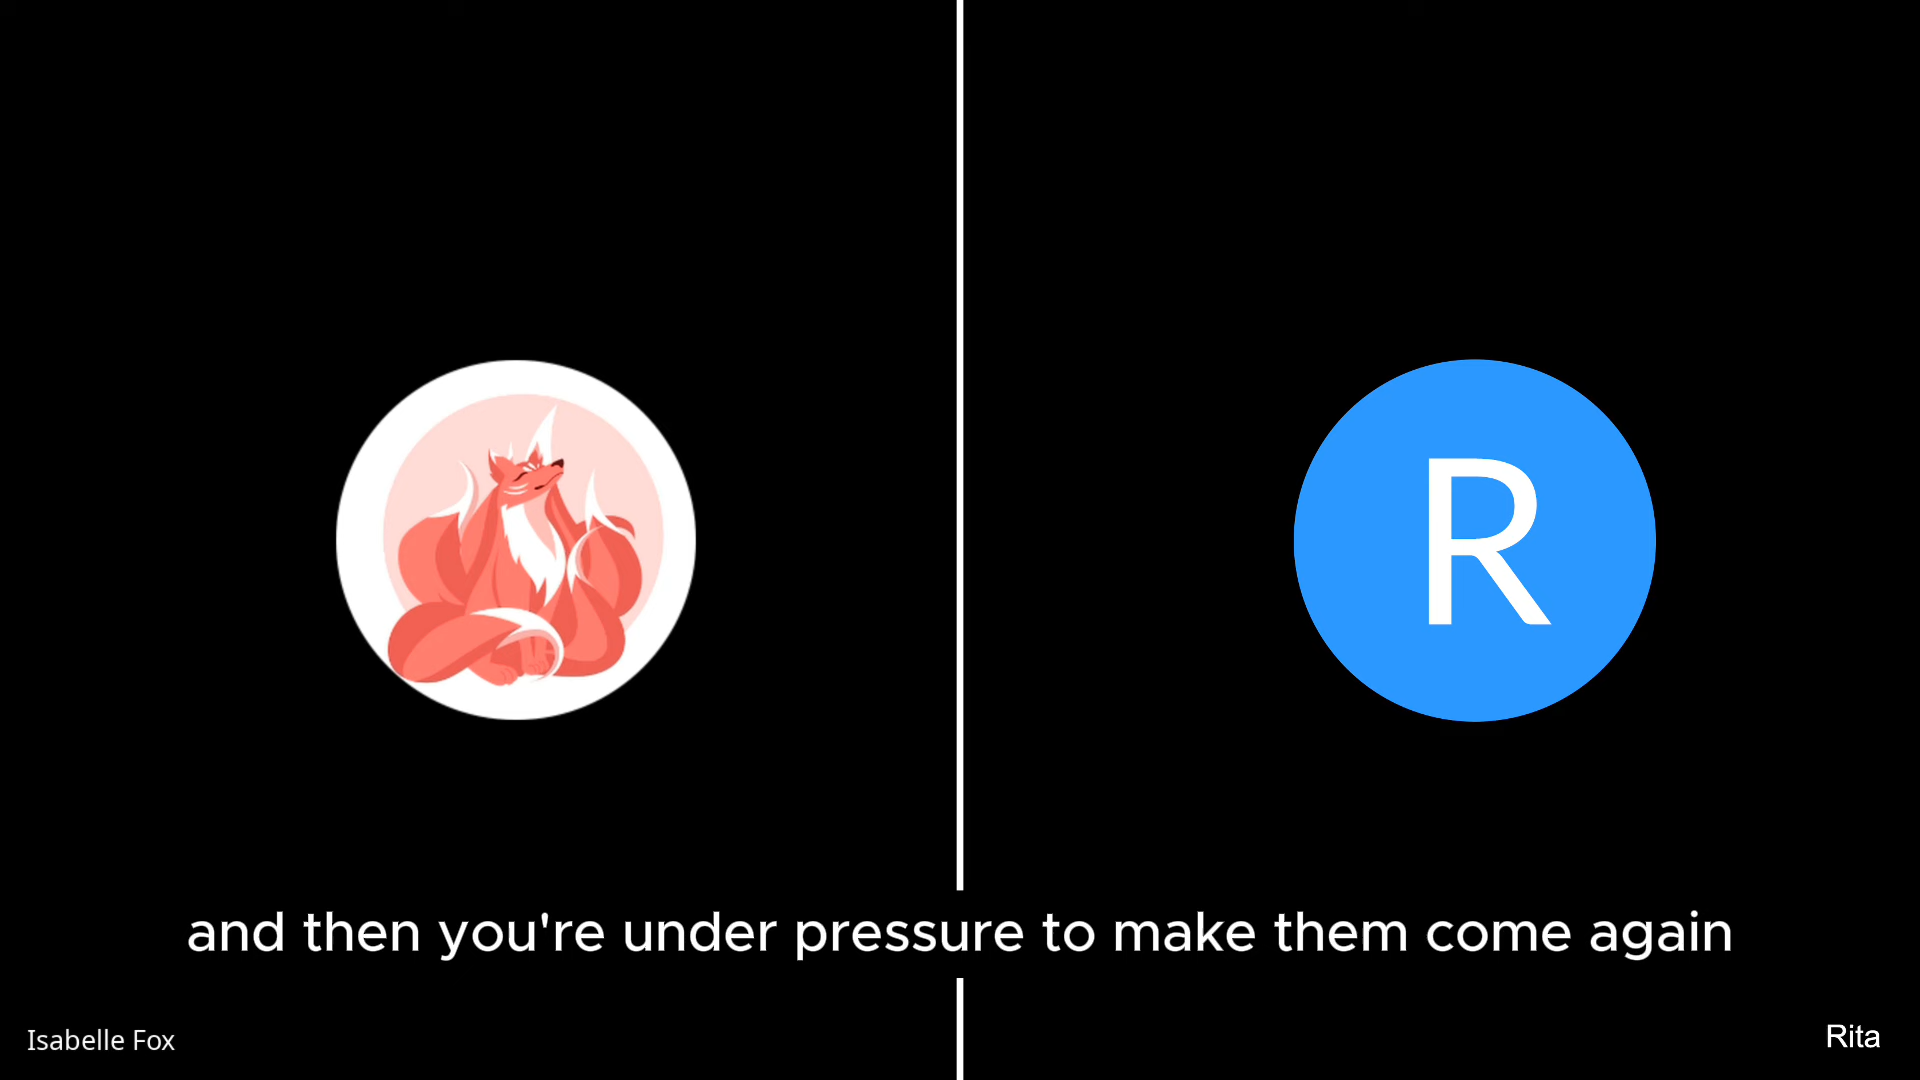 R
and then you're under pressure to make them come again
Isabelle Fox
Rita